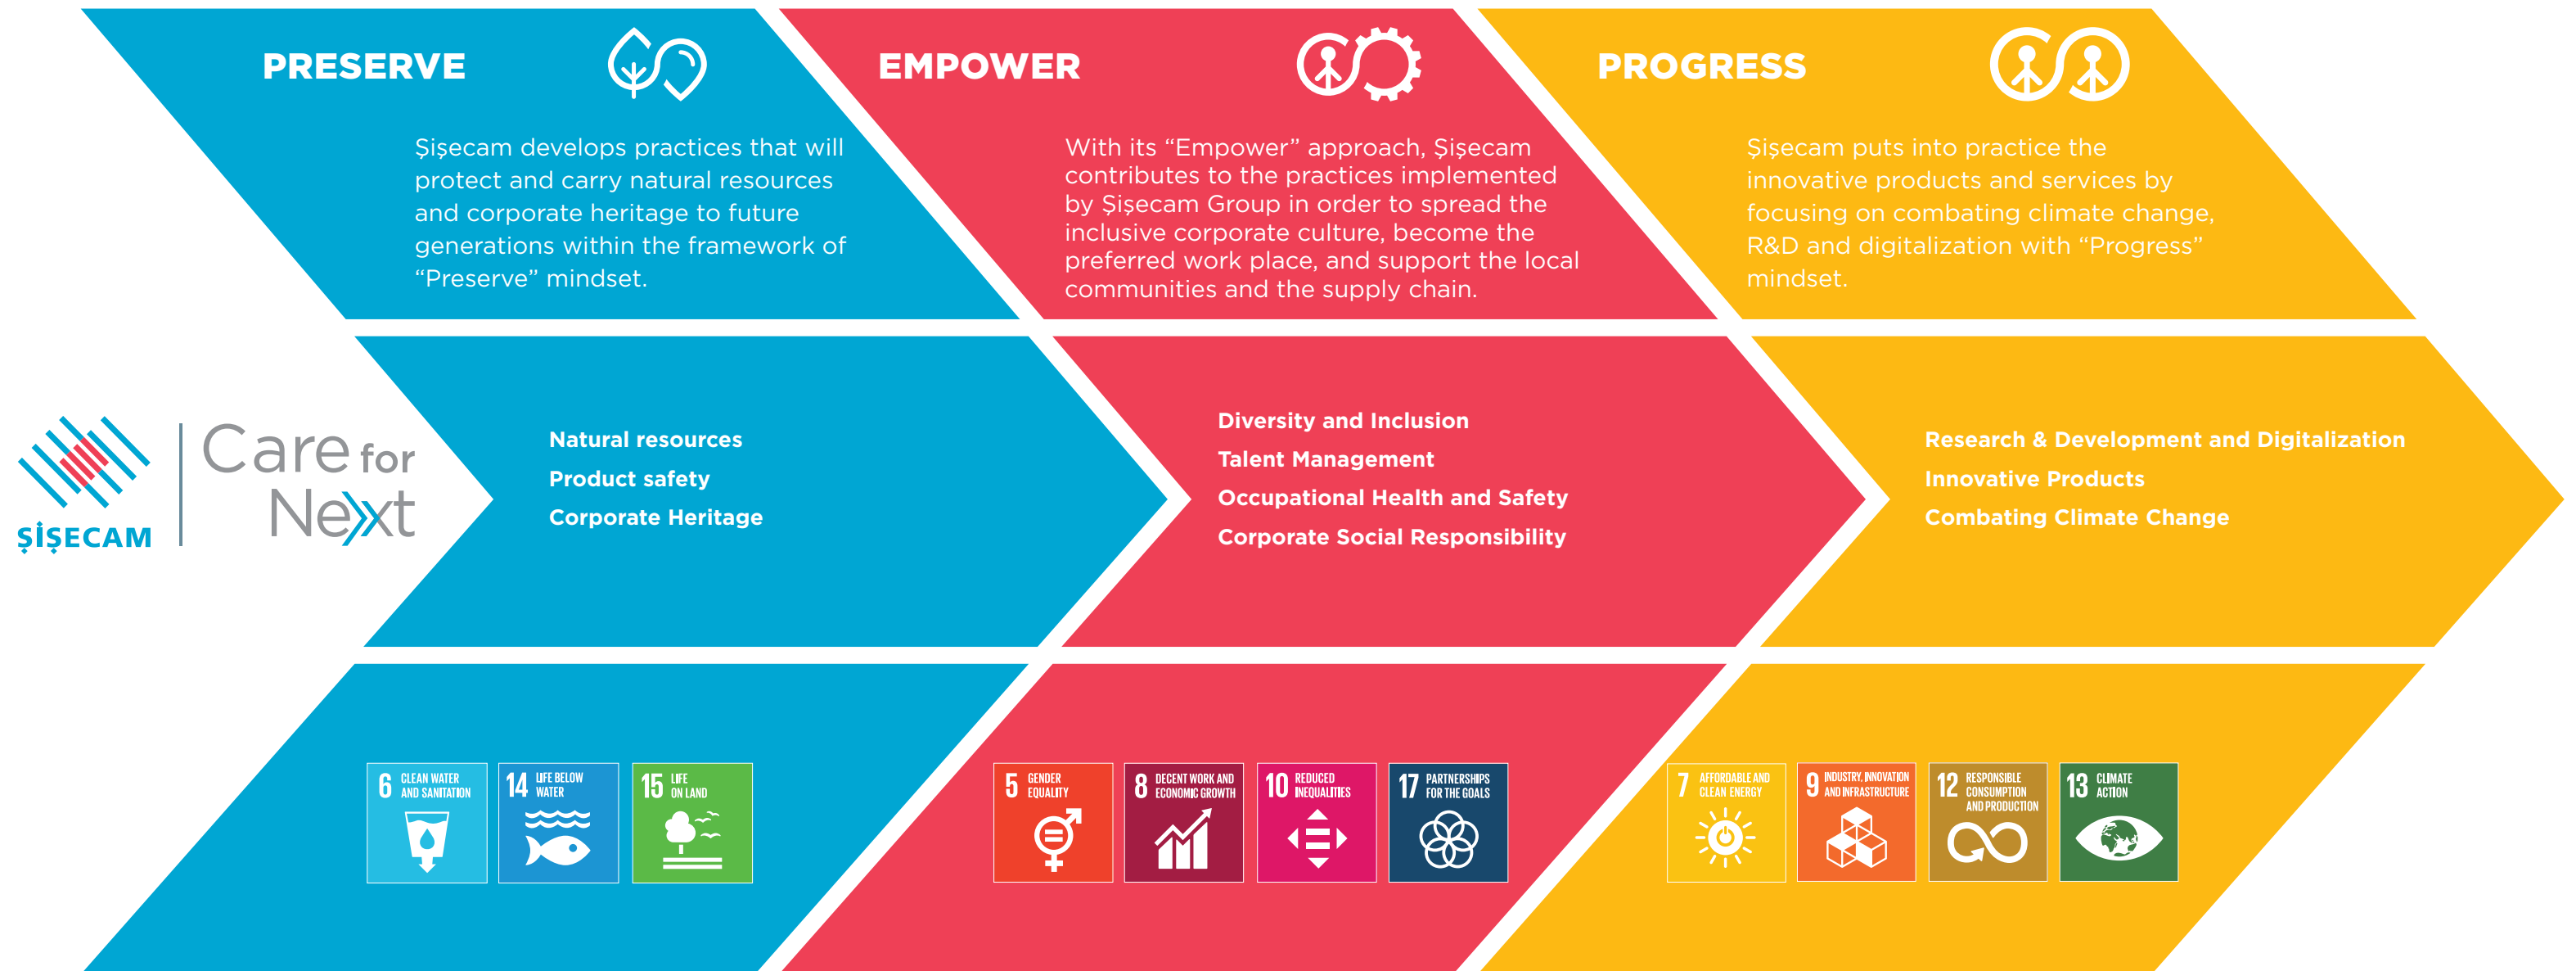 PRESERVE
Şişecam develops practices that will
protect and carry natural resources
and corporate heritage to future
generations within the framework of
“Preserve” mindset.
EMPOWER
With its “Empower” approach, Şişecam
contributes to the practices implemented
by Şişecam Group in order to spread the
inclusive corporate culture, become the
preferred work place, and support the local
communities and the supply chain.
PROGRESS
Şişecam puts into practice the
innovative products and services by
focusing on combating climate change,
R&D and digitalization with “Progress”
mindset.
ŞİŞECAM
Care for
Next
Natural resources
Product safety
Corporate Heritage
Diversity and Inclusion
Talent Management
Occupational Health and Safety
Corporate Social Responsibility
Research & Development and Digitalization
Innovative Products
Combating Climate Change
6 CLEAN WATER
AND SANITATION
14 LIFE BELOW
WATER
15 LIFE
ON LAND
5 GENDER
EQUALITY
8 DECENT WORK AND
ECONOMIC GROWTH
10 REDUCED
INEQUALITIES
17 PARTNERSHIPS
FOR THE GOALS
7 AFFORDABLE AND
CLEAN ENERGY
9 INDUSTRY, INNOVATION
AND INFRASTRUCTURE
12 RESPONSIBLE
CONSUMPTION
AND PRODUCTION
13 CLIMATE
ACTION